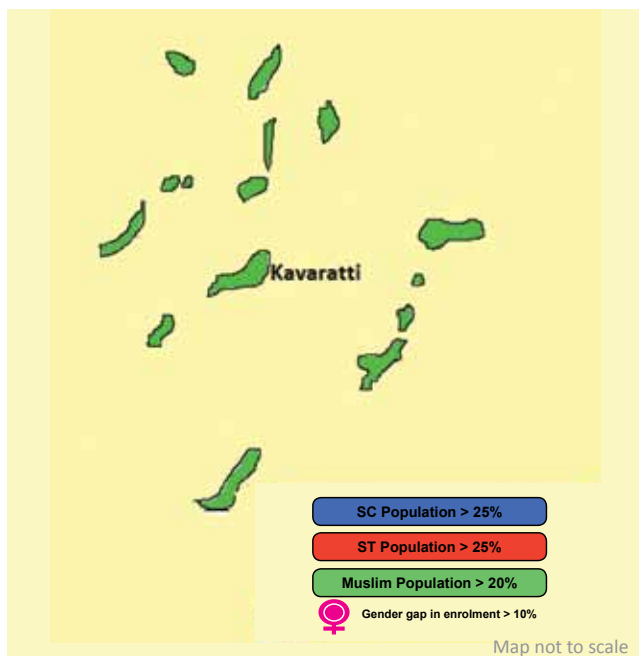 Kavaratti
SC Population > 25%
ST Population > 25%
Muslim Population > 20%
Gender gap in enrolment > 10%
Map not to scale